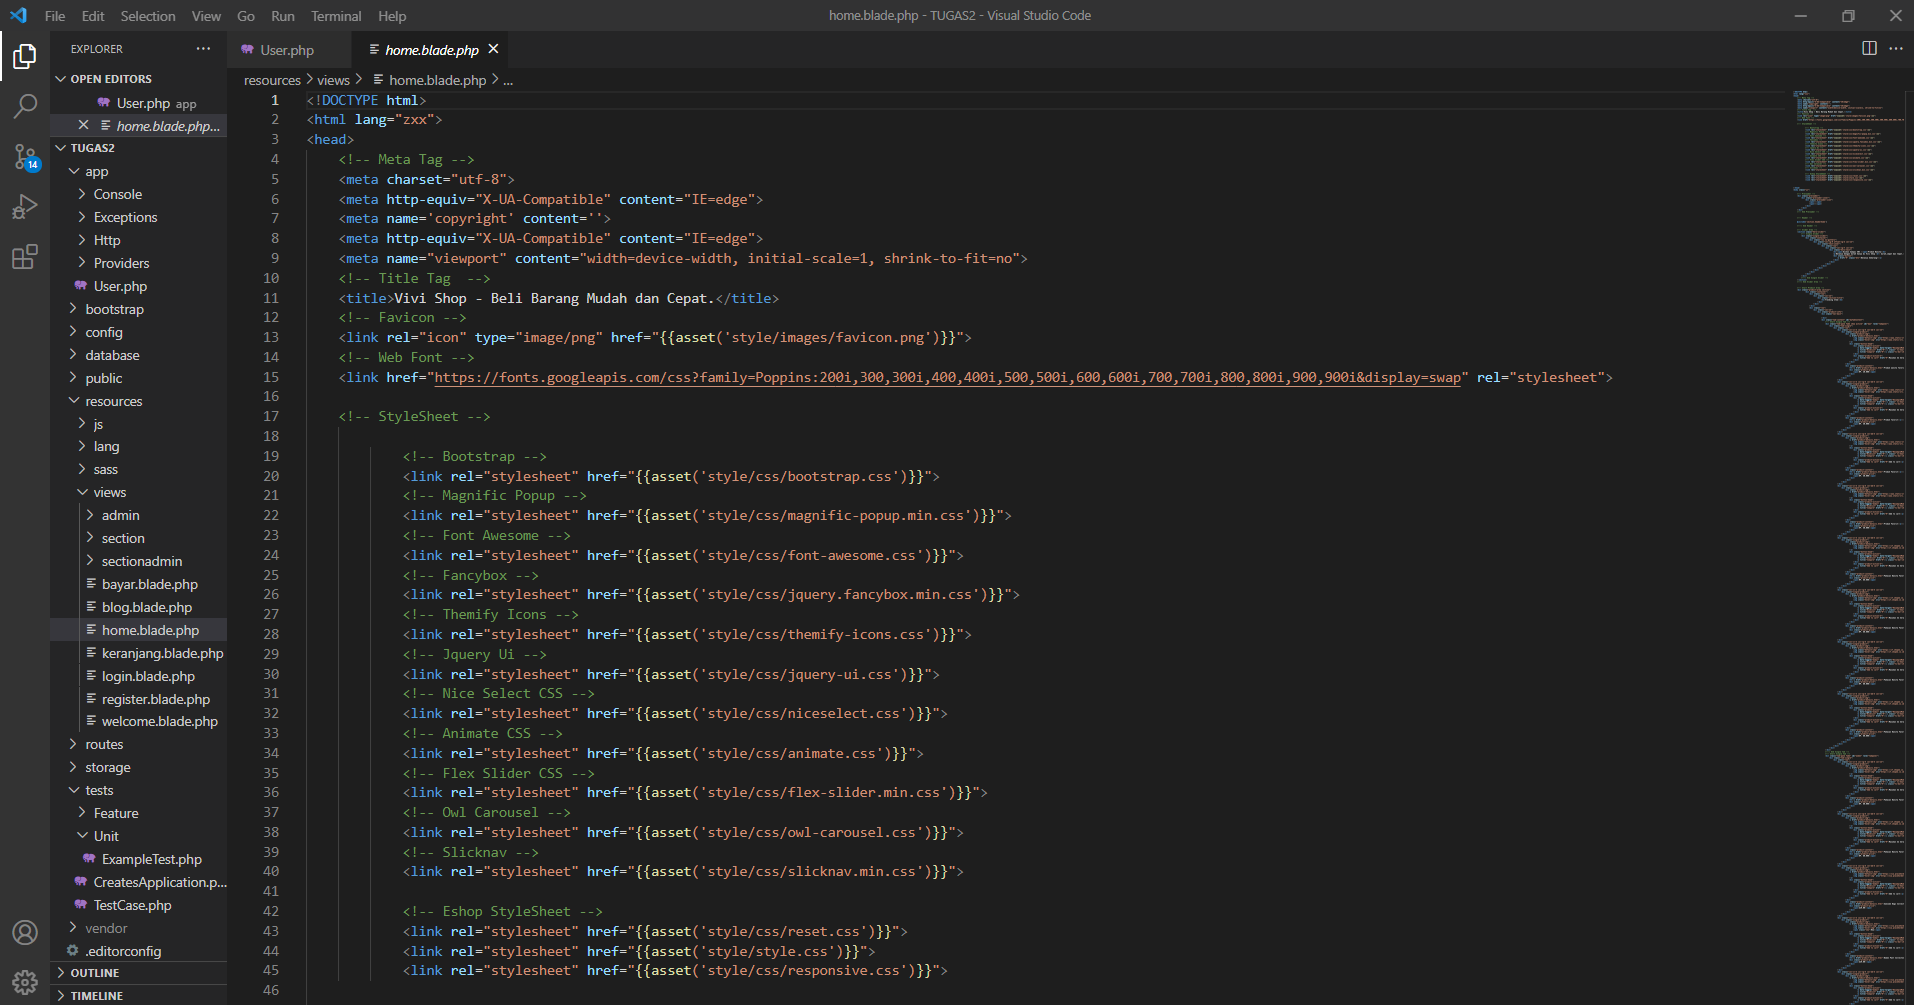 File Edit Selection View Go Run Terminal Help
home.blade.php - TUGAS2 - Visual Studio Code
EXPLORER
OPEN EDITORS
User.php app
home.blade.php...
TUGAS2
app
Console
Exceptions
Http
Providers
User.php
bootstrap
config
database
public
resources
js
lang
sass
views
admin
section
sectionadmin
bayar.blade.php
blog.blade.php
home.blade.php
keranjang.blade.php
login.blade.php
register.blade.php
welcome.blade.php
routes
storage
tests
Feature
Unit
ExampleTest.php
CreatesApplication.p...
TestCase.php
vendor
.editorconfig
OUTLINE
TIMELINE
14
User.php
home.blade.php
resources > views > home.blade.php > ...
1 <!DOCTYPE html>
2 <html lang="zxx">
3 <head>
4 <!-- Meta Tag -->
5 <meta charset="utf-8">
6 <meta http-equiv="X-UA-Compatible" content="IE=edge">
7 <meta name='copyright' content=''>
8 <meta http-equiv="X-UA-Compatible" content="IE=edge">
9 <meta name="viewport" content="width=device-width, initial-scale=1, shrink-to-fit=no">
10 <!-- Title Tag  -->
11 <title>Vivi Shop - Beli Barang Mudah dan Cepat.</title>
12 <!-- Favicon -->
13 <link rel="icon" type="image/png" href="{{asset('style/images/favicon.png')}}">
14 <!-- Web Font -->
15 <link href="https://fonts.googleapis.com/css?family=Poppins:200i,300,300i,400,400i,500,500i,600,600i,700,700i,800,800i,900,900i&display=swap" rel="stylesheet">
16
17 <!-- StyleSheet -->
18
19 <!-- Bootstrap -->
20 <link rel="stylesheet" href="{{asset('style/css/bootstrap.css')}}">
21 <!-- Magnific Popup -->
22 <link rel="stylesheet" href="{{asset('style/css/magnific-popup.min.css')}}">
23 <!-- Font Awesome -->
24 <link rel="stylesheet" href="{{asset('style/css/font-awesome.css')}}">
25 <!-- Fancybox -->
26 <link rel="stylesheet" href="{{asset('style/css/jquery.fancybox.min.css')}}">
27 <!-- Themify Icons -->
28 <link rel="stylesheet" href="{{asset('style/css/themify-icons.css')}}">
29 <!-- Jquery Ui -->
30 <link rel="stylesheet" href="{{asset('style/css/jquery-ui.css')}}">
31 <!-- Nice Select CSS -->
32 <link rel="stylesheet" href="{{asset('style/css/niceselect.css')}}">
33 <!-- Animate CSS -->
34 <link rel="stylesheet" href="{{asset('style/css/animate.css')}}">
35 <!-- Flex Slider CSS -->
36 <link rel="stylesheet" href="{{asset('style/css/flex-slider.min.css')}}">
37 <!-- Owl Carousel -->
38 <link rel="stylesheet" href="{{asset('style/css/owl-carousel.css')}}">
39 <!-- Slicknav -->
40 <link rel="stylesheet" href="{{asset('style/css/slicknav.min.css')}}">
41
42 <!-- Eshop StyleSheet -->
43 <link rel="stylesheet" href="{{asset('style/css/reset.css')}}">
44 <link rel="stylesheet" href="{{asset('style/style.css')}}">
45 <link rel="stylesheet" href="{{asset('style/css/responsive.css')}}">
46